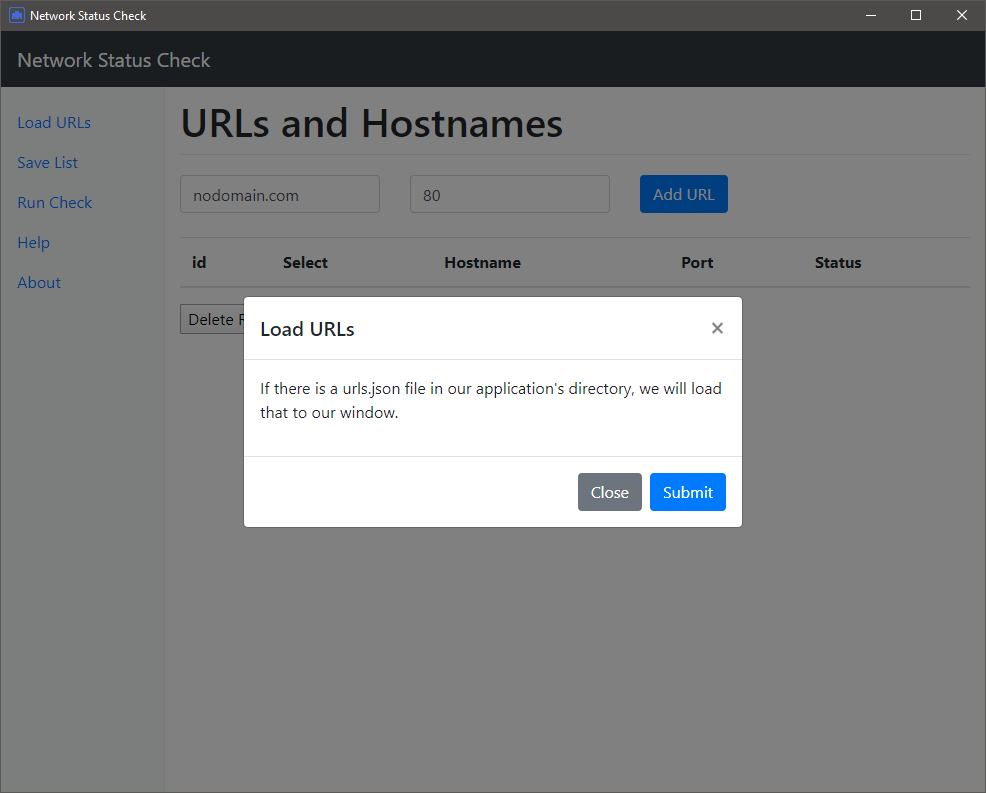 Network Status Check
Network Status Check
Load URLs
Save List
Run Check
Help
About
URLs and Hostnames
nodomain.com 80 Add URL
id Select Hostname Port Status
Delete
Load URLs ×
If there is a urls.json file in our application's directory, we will load
that to our window.
Close Submit